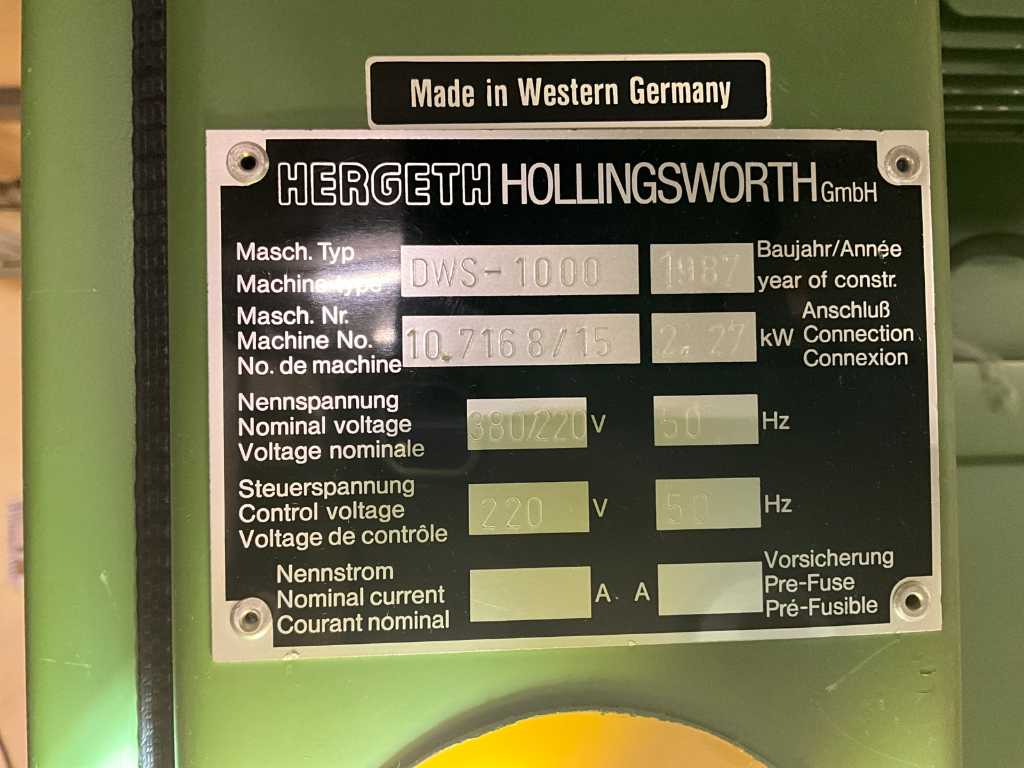 Made in Western Germany
HERGETH HOLLINGSWORTH GmbH
Masch. Typ
Machine type
DWS-1000
1987
Baujahr/Année
year of constr.
Masch. Nr.
Machine No.
No. de machine
10.7168/15
2.27
kW
Anschluß
Connection
Connexion
Nennspannung
Nominal voltage
Voltage nominale
380/220 V
50 Hz
Steuerspannung
Control voltage
Voltage de contrôle
220 V
50 Hz
Nennstrom
Nominal current
Courant nominal
A A
Vorsicherung
Pre-Fuse
Pré-Fusible